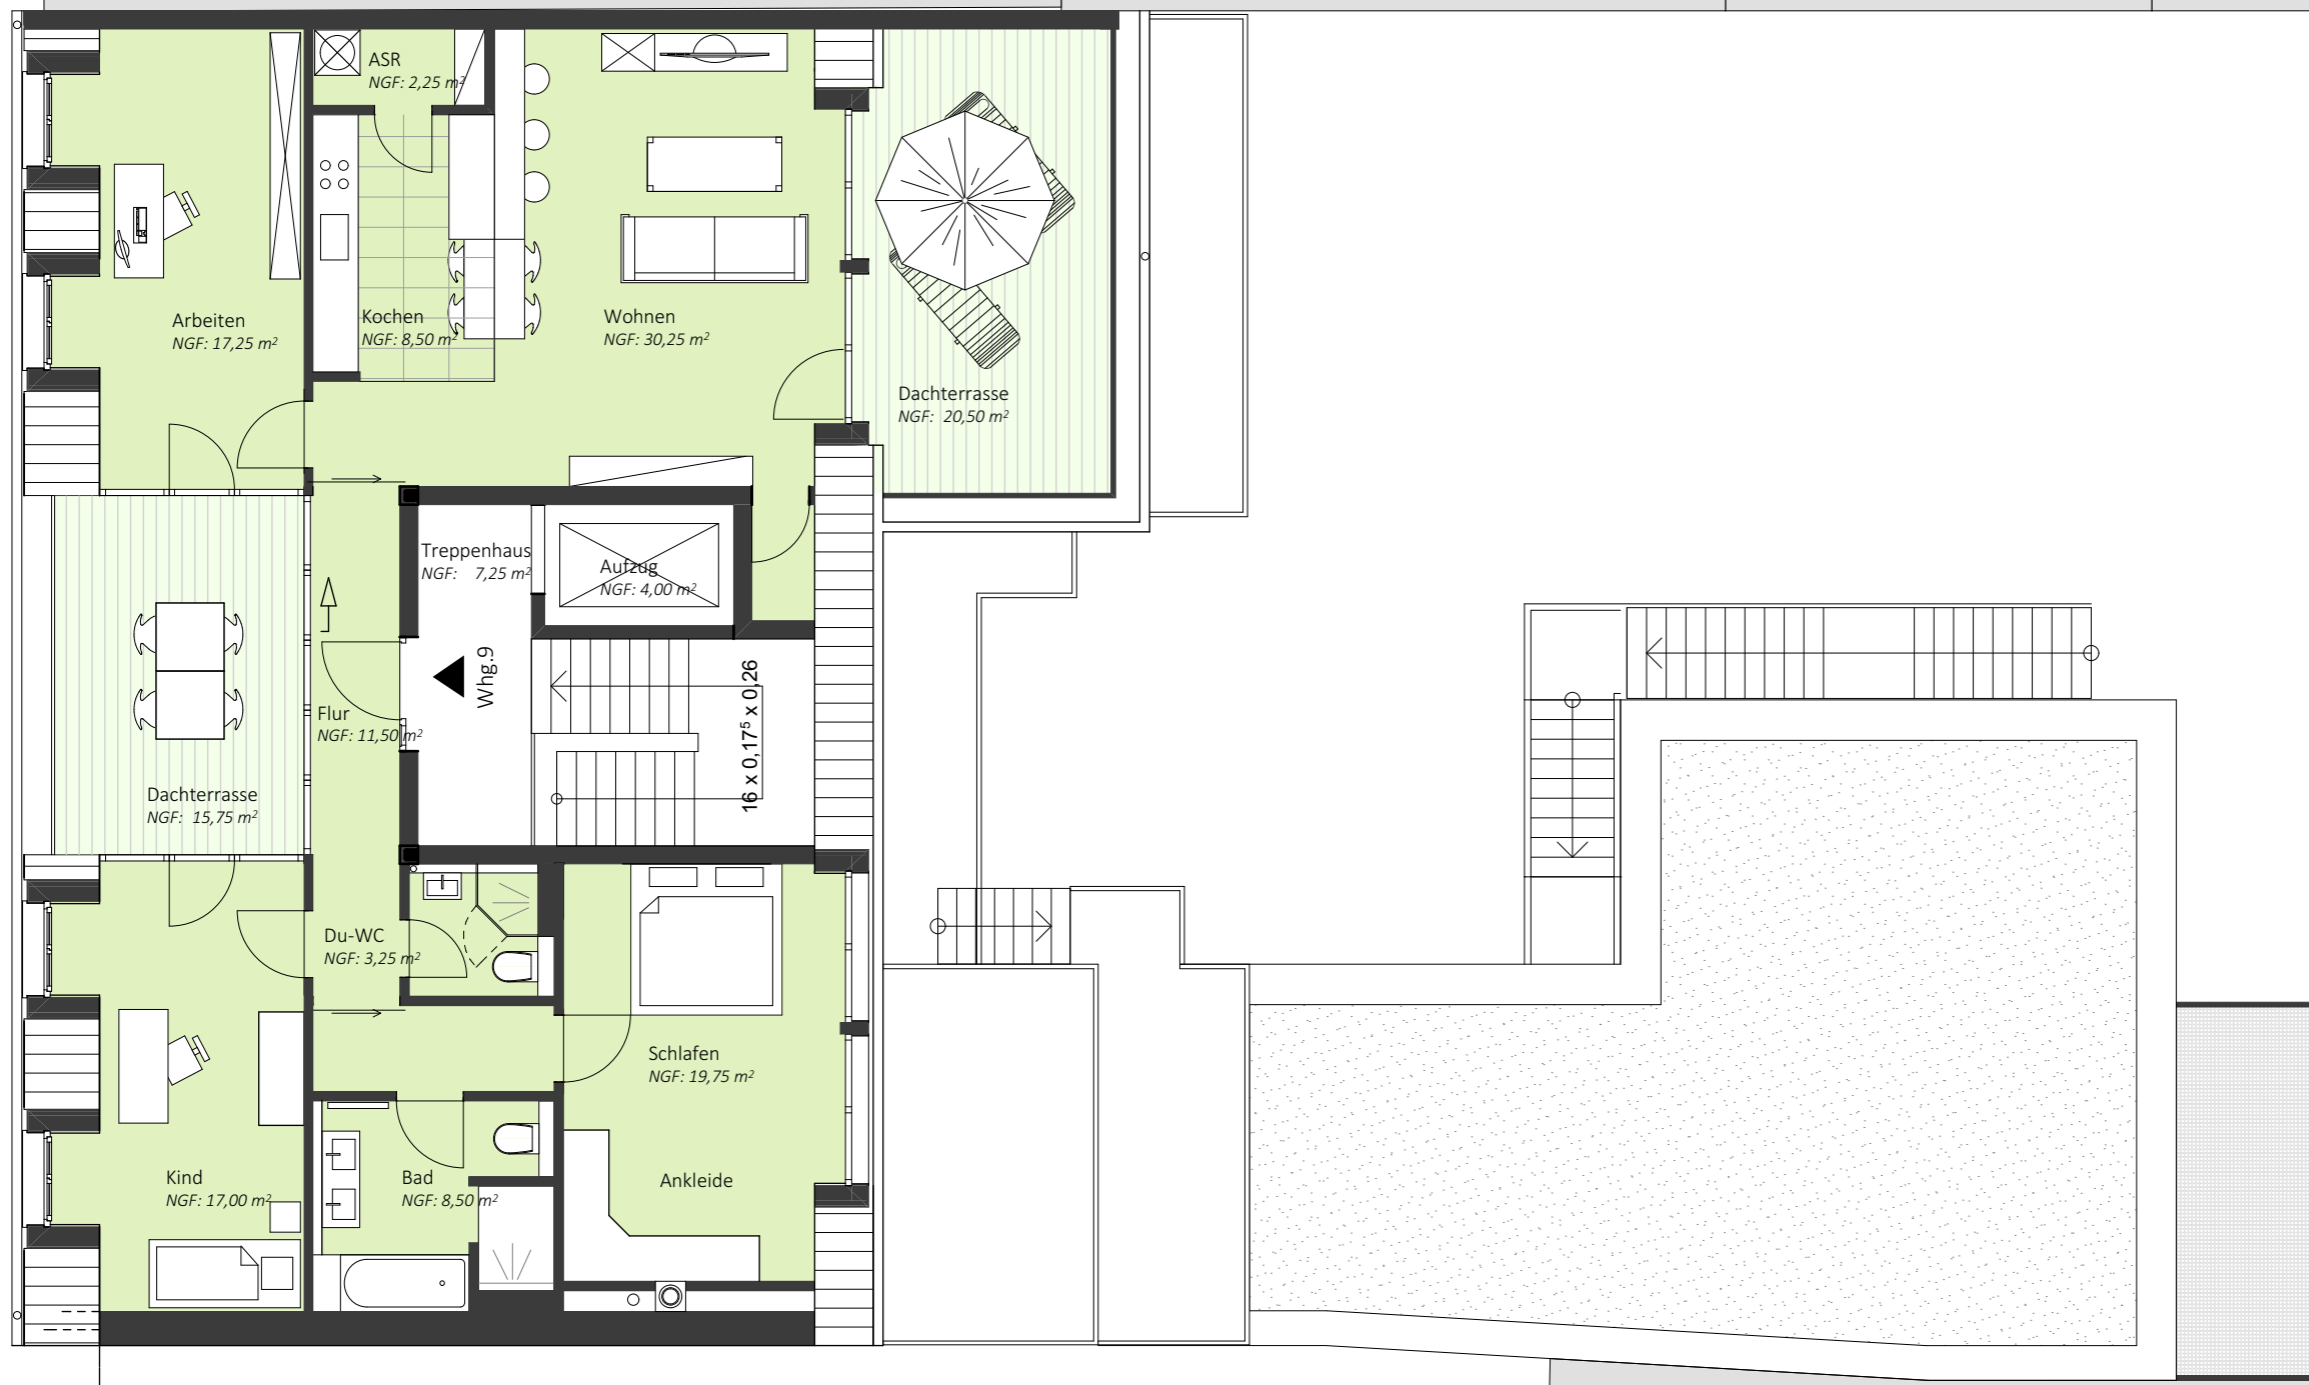 ASR
NGF: 2,25 m²
Arbeiten
NGF: 17,25 m²
Kochen
NGF: 8,50 m²
Wohnen
NGF: 30,25 m²
Dachterrasse
NGF: 20,50 m²
Treppenhaus
NGF: 7,25 m²
Aufzug
NGF: 4,00 m²
Whg.9
16 x 0,17⁵ x 0,26
Flur
NGF: 11,50 m²
Dachterrasse
NGF: 15,75 m²
Du-WC
NGF: 3,25 m²
Schlafen
NGF: 19,75 m²
Ankleide
Kind
NGF: 17,00 m²
Bad
NGF: 8,50 m²